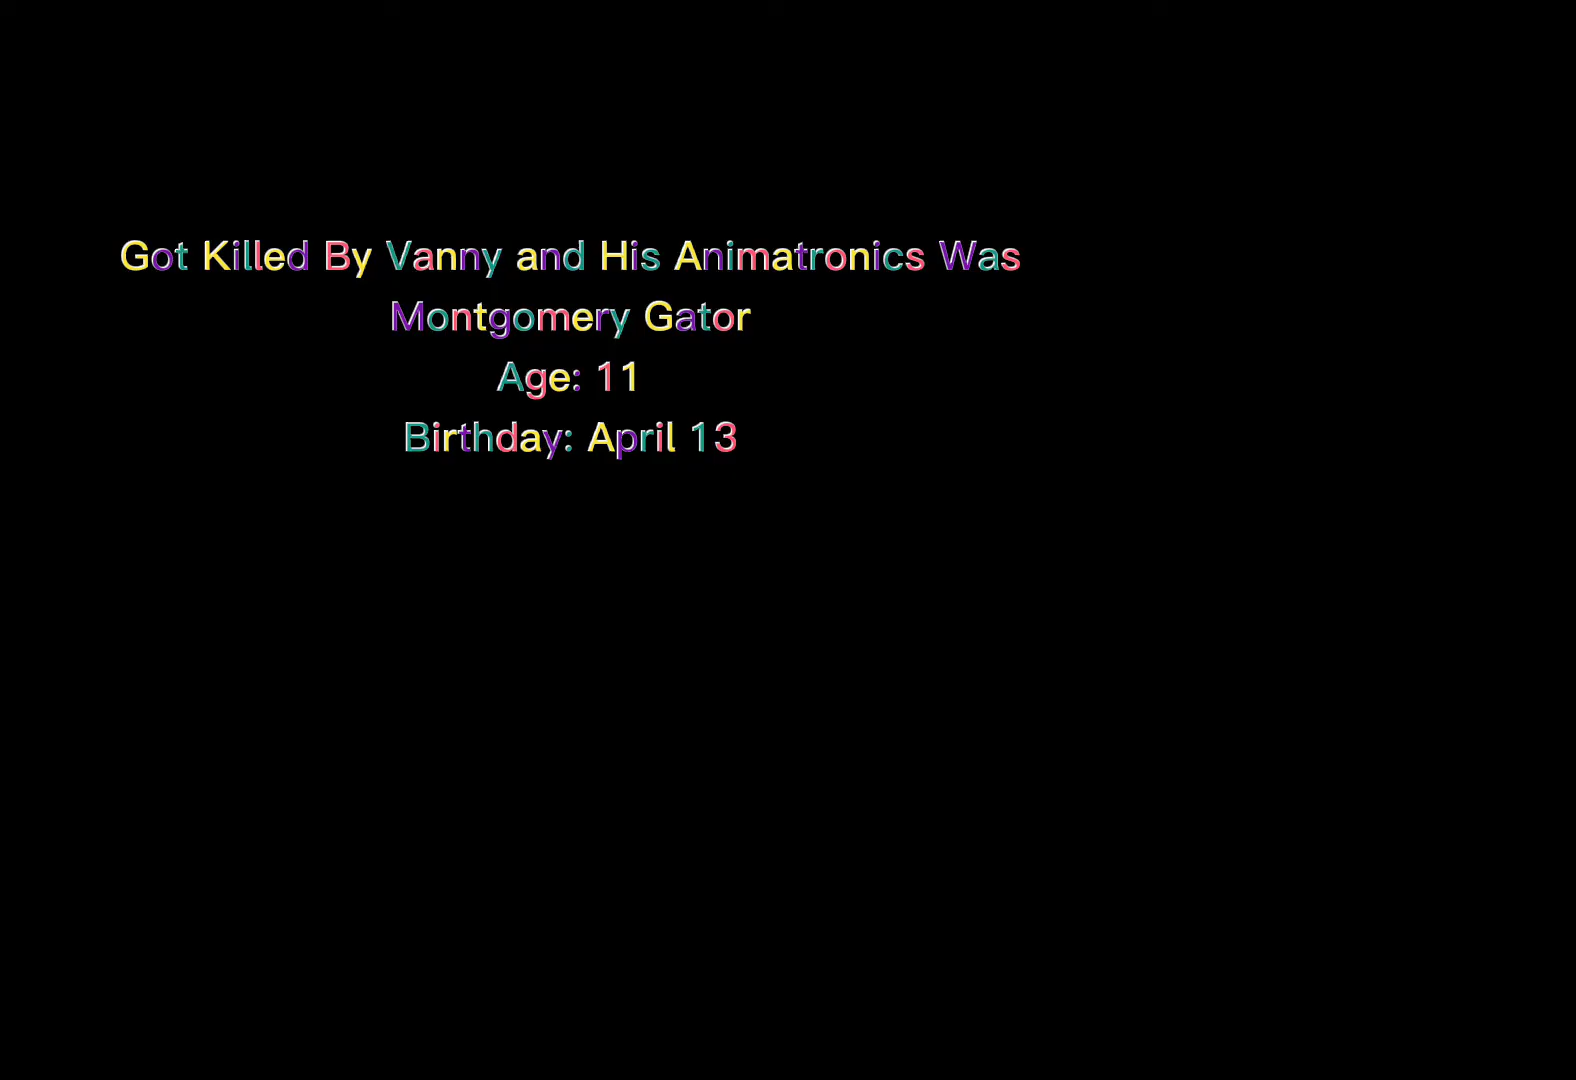 Got Killed By Vanny and His Animatronics Was
Montgomery Gator
Age: 11
Birthday: April 13